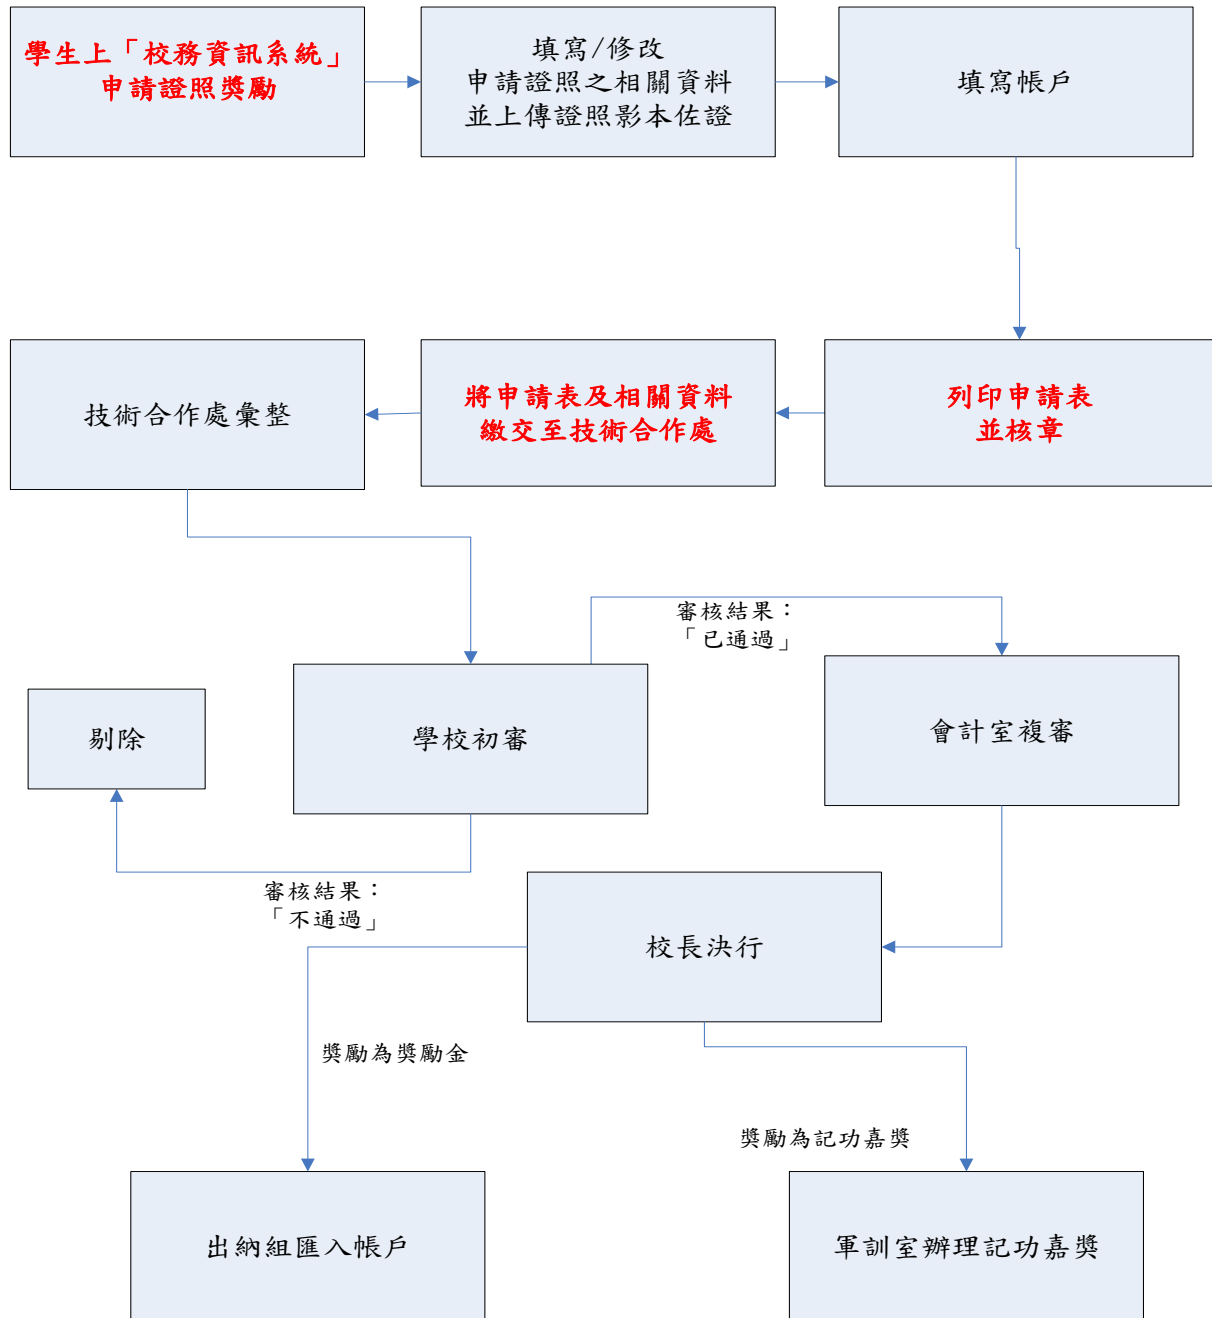 學生上「校務資訊系統」
申請證照獎勵
填寫/修改
申請證照之相關資料
並上傳證照影本佐證
填寫帳戶
技術合作處彙整
將申請表及相關資料
繳交至技術合作處
列印申請表
並核章
審核結果：
「已通過」
剔除
學校初審
會計室複審
審核結果：
「不通過」
校長決行
獎勵為獎勵金
獎勵為記功嘉獎
出納組匯入帳戶
軍訓室辦理記功嘉獎